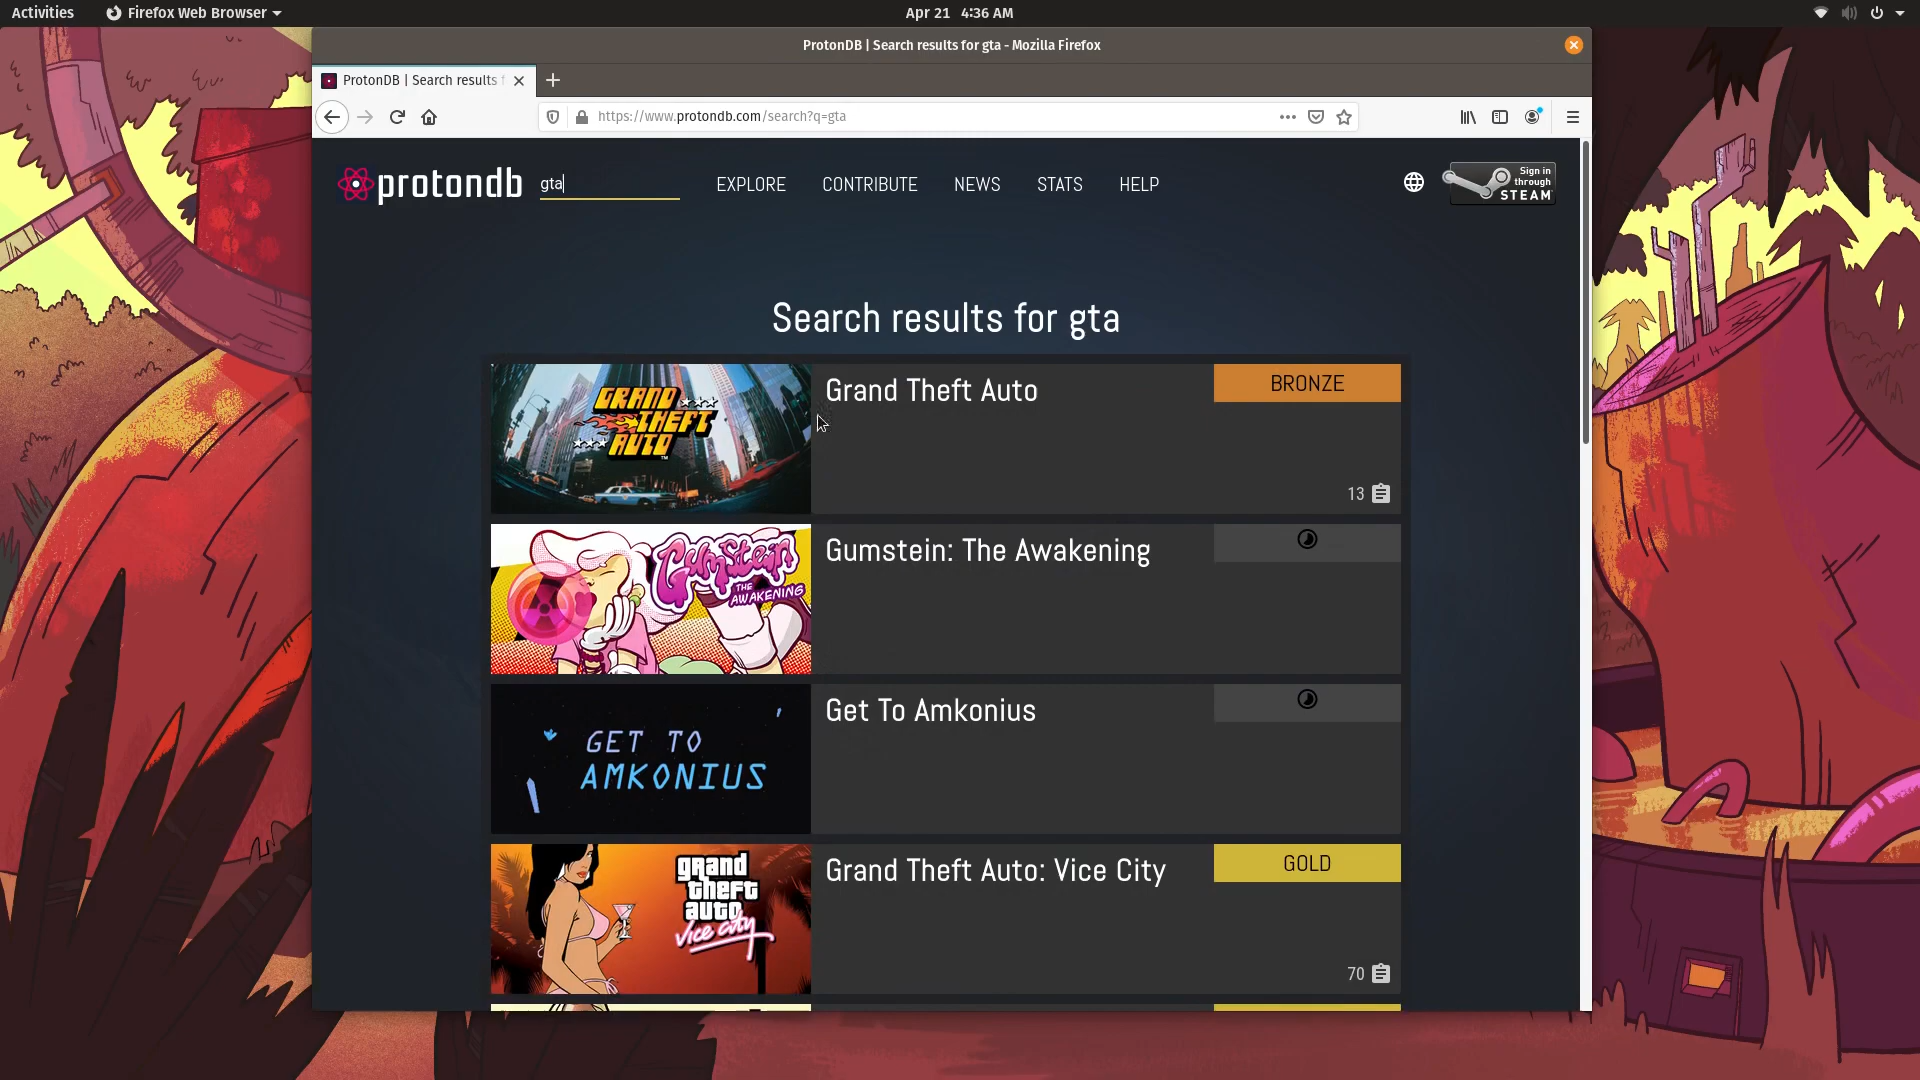 Activities
Firefox Web Browser
Apr 21 4:36 AM
ProtonDB | Search results for gta - Mozilla Firefox
ProtonDB | Search results f
https://www.protondb.com/search?q=gta
protondb
gta
EXPLORE
CONTRIBUTE
NEWS
STATS
HELP
Sign in
through
STEAM
Search results for gta
GRAND
THEFT
AUTO
Grand Theft Auto
BRONZE
13
Gumstein
THE
AWAKENING
Gumstein: The Awakening
GET TO
AMKONIUS
Get To Amkonius
grand
theft
auto
vice city
Grand Theft Auto: Vice City
GOLD
70